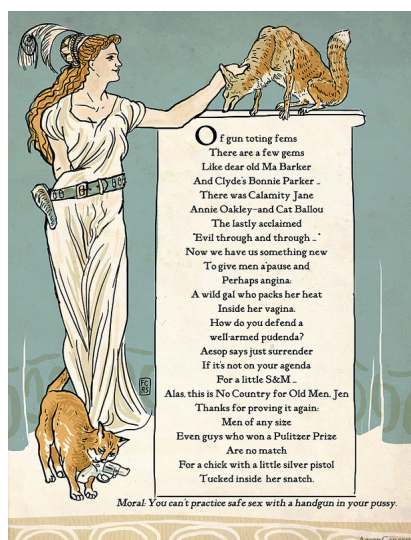 Of gun toting fems
There are a few gems
Like dear old Ma Barker
And Clyde's Bonnie Parker ..
There was Calamity Jane
Annie Oakley–and Cat Ballou
The lastly acclaimed
"Evil through and through .. "
Now we have us something new
To give men a'pause and
Perhaps angina:
A wild gal who packs her heat
Inside her vagina.
How do you defend a
well-armed pudenda?
Aesop says just surrender
If it's not on your agenda
For a little S&M ..
Alas, this is No Country for Old Men, Jen
Thanks for proving it again:
Men of any size
Even guys who won a Pulitzer Prize
Are no match
For a chick with a little silver pistol
Tucked inside her snatch.
FG
RS
Moral: You can't practice safe sex with a handgun in your pussy.